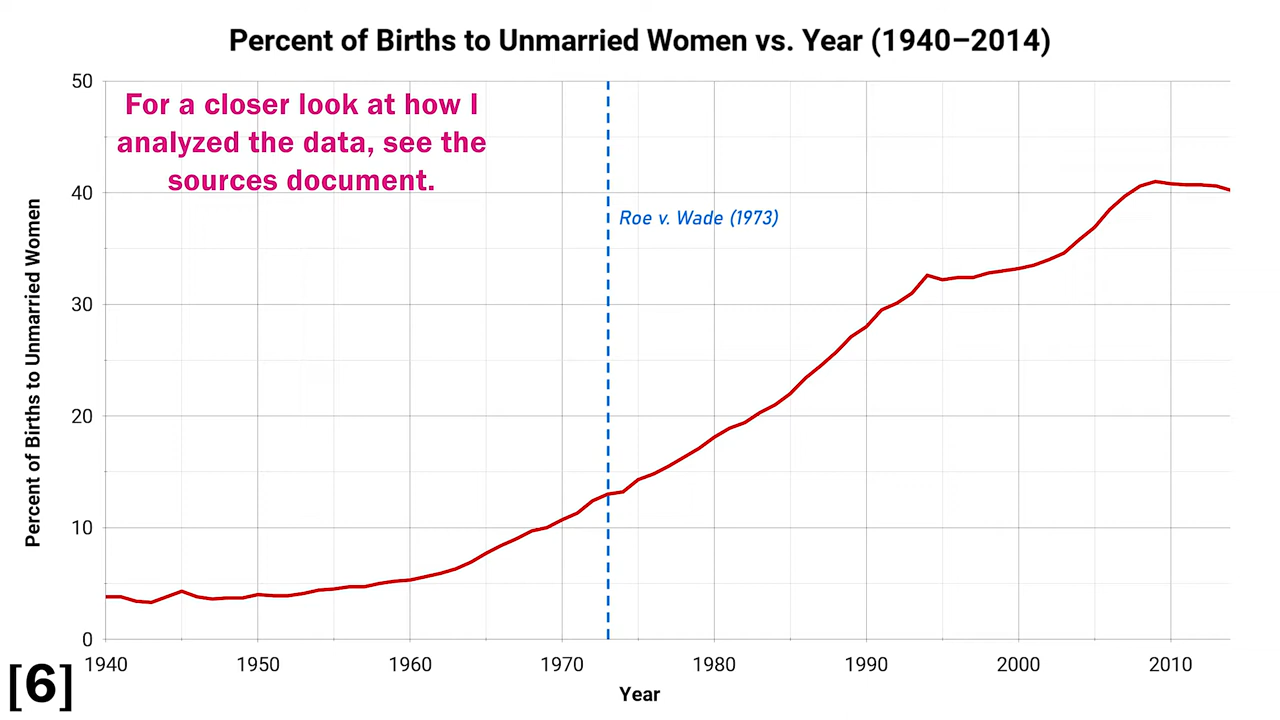 Percent of Births to Unmarried Women vs. Year (1940–2014)
For a closer look at how I
analyzed the data, see the
sources document.
Roe v. Wade (1973)
Percent of Births to Unmarried Women
50
40
30
20
10
0
1940 1950 1960 1970 1980 1990 2000 2010
Year
[6]